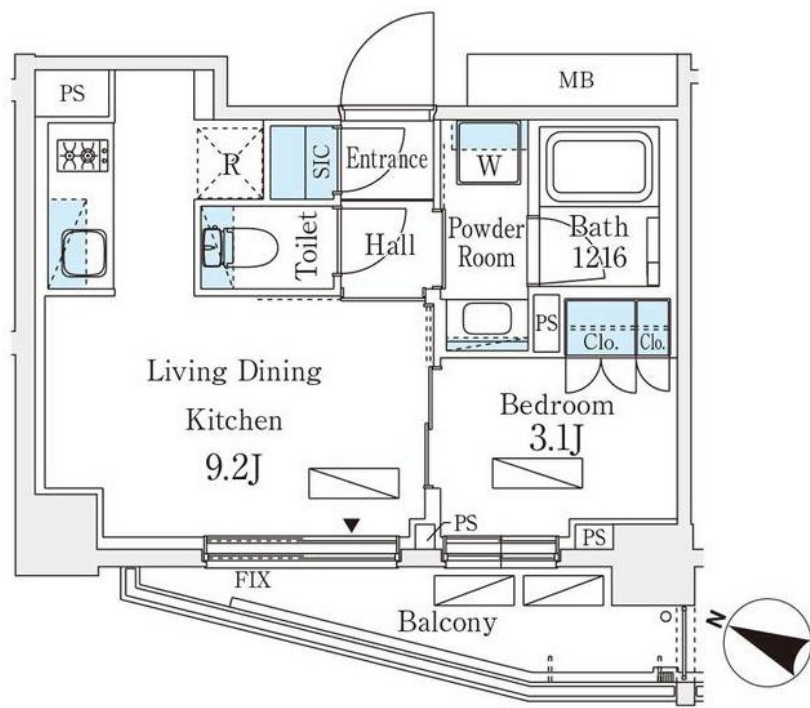 PS
MB
R
SIC
Entrance
W
Toilet
Hall
Powder
Room
Bath
1216
PS
Clo.
Clo.
Living Dining
Kitchen
9.2J
Bedroom
3.1J
PS
PS
FIX
Balcony
N